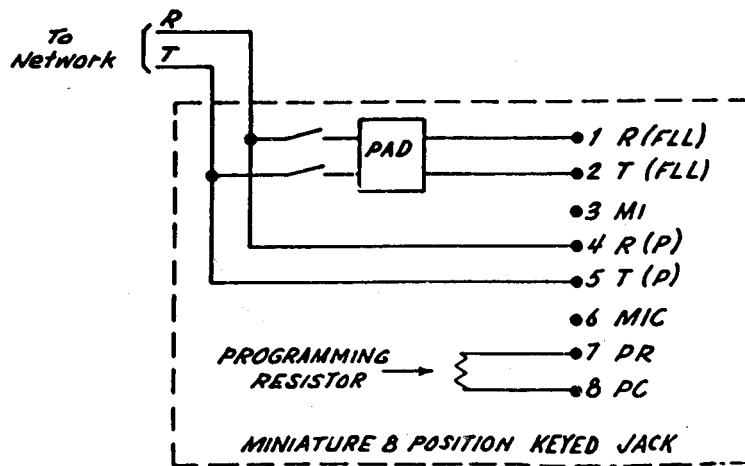 To
Network
R
T
PAD
1 R (FLL)
2 T (FLL)
3 MI
4 R (P)
5 T (P)
6 MIC
7 PR
8 PC
PROGRAMMING
RESISTOR
MINIATURE 8 POSITION KEYED JACK